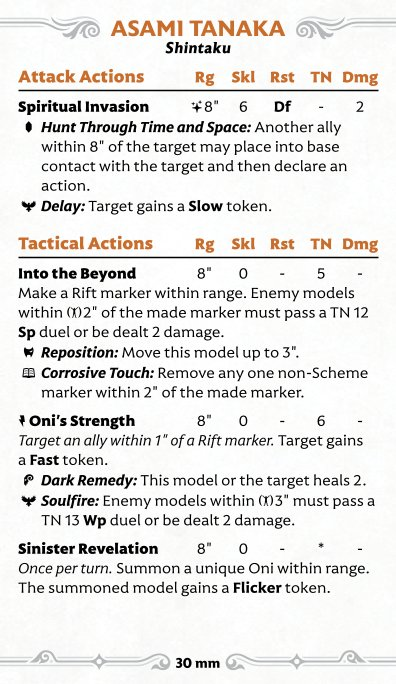 ASAMI TANAKA
Shintaku
Attack Actions Rg Skl Rst TN Dmg
Spiritual Invasion 8" 6 Df - 2
Hunt Through Time and Space: Another ally
within 8" of the target may place into base
contact with the target and then declare an
action.
Delay: Target gains a Slow token.
Tactical Actions Rg Skl Rst TN Dmg
Into the Beyond 8" 0 - 5 -
Make a Rift marker within range. Enemy models
within 2" of the made marker must pass a TN 12
Sp duel or be dealt 2 damage.
Reposition: Move this model up to 3".
Corrosive Touch: Remove any one non-Scheme
marker within 2" of the made marker.
Oni's Strength 8" 0 - 6 -
Target an ally within 1" of a Rift marker. Target gains
a Fast token.
Dark Remedy: This model or the target heals 2.
Soulfire: Enemy models within 3" must pass a
TN 13 Wp duel or be dealt 2 damage.
Sinister Revelation 8" 0 - * -
Once per turn. Summon a unique Oni within range.
The summoned model gains a Flicker token.
30 mm